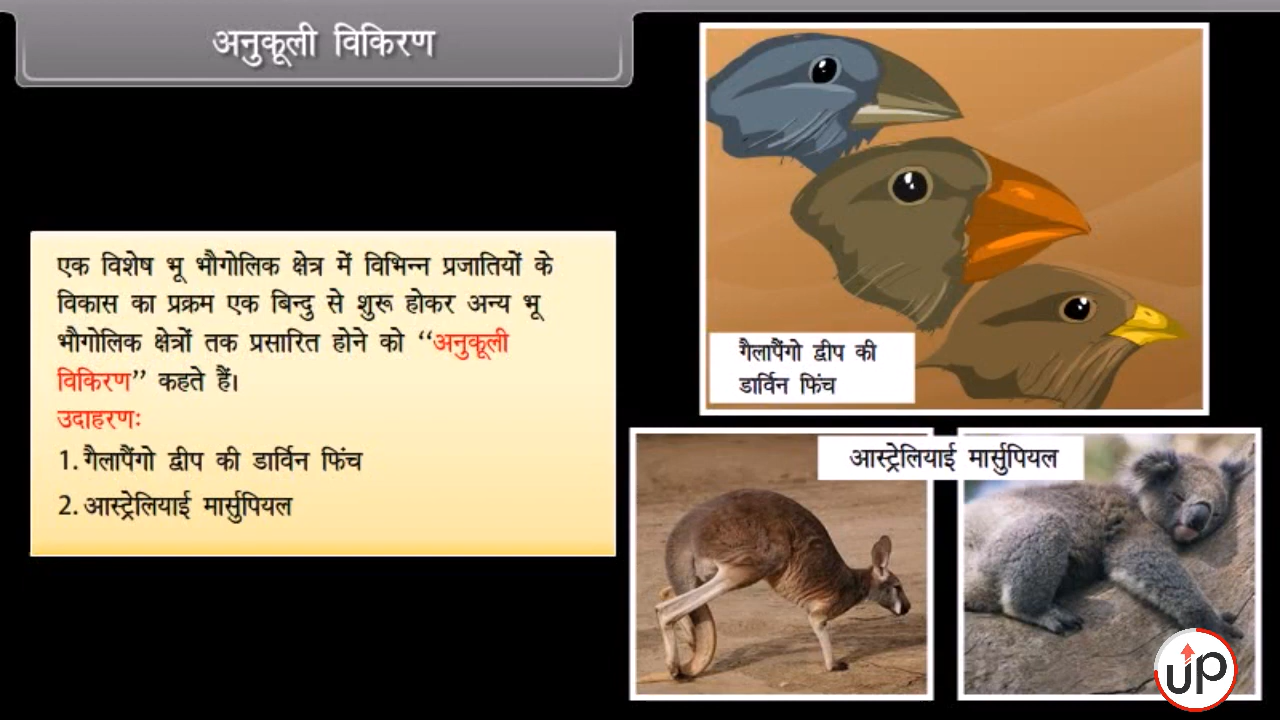 अनुकूली विकिरण
एक विशेष भू भौगोलिक क्षेत्र में विभिन्न प्रजातियों के
विकास का प्रक्रम एक बिन्दु से शुरू होकर अन्य भू
भौगोलिक क्षेत्रों तक प्रसारित होने को “अनुकूली
विकिरण” कहते हैं।
उदाहरणः
1. गैलापैंगो द्वीप की डार्विन फिंच
2. आस्ट्रेलियाई मार्सुपियल
गैलापैंगो द्वीप की
डार्विन फिंच
आस्ट्रेलियाई मार्सुपियल
UP